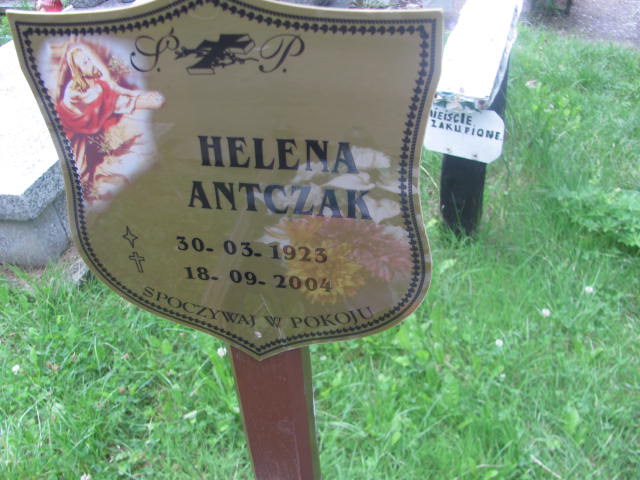 Ś. P.
HELENA
ANTCZAK
30-03-1923
18-09-2004
SPOCZYWAJ W POKOJU
MIEJSCE
ZAKUPIONE